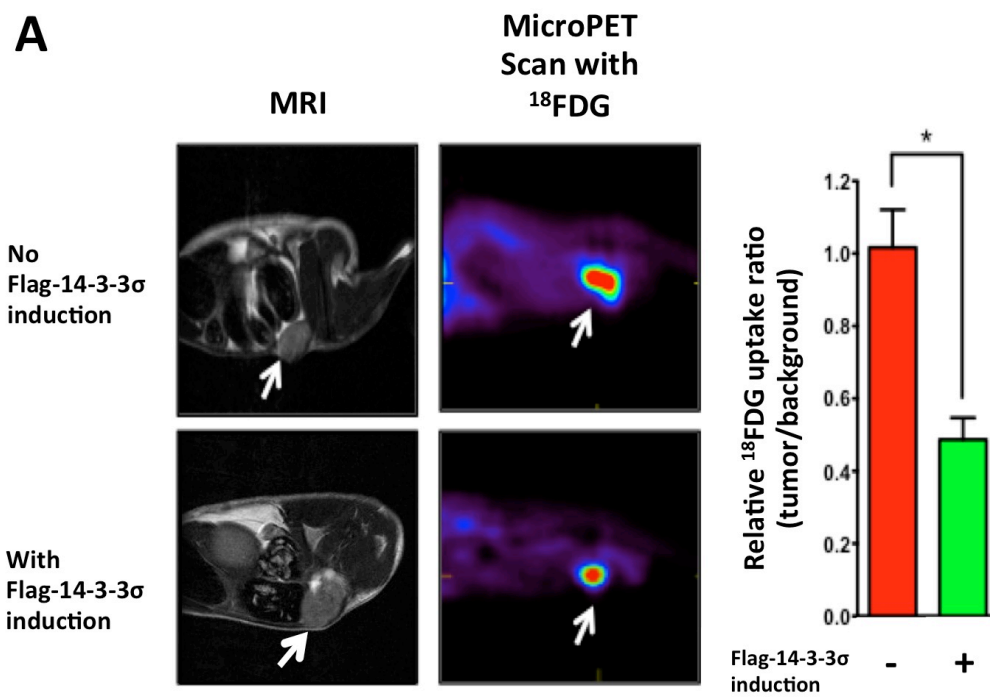 A
MicroPET
Scan with
¹⁸FDG
MRI
No
Flag-14-3-3σ
induction
With
Flag-14-3-3σ
induction
Relative ¹⁸FDG uptake ratio
(tumor/background)
*
1.2
1.0
0.8
0.6
0.4
0.2
0.0
Flag-14-3-3σ
induction
- +